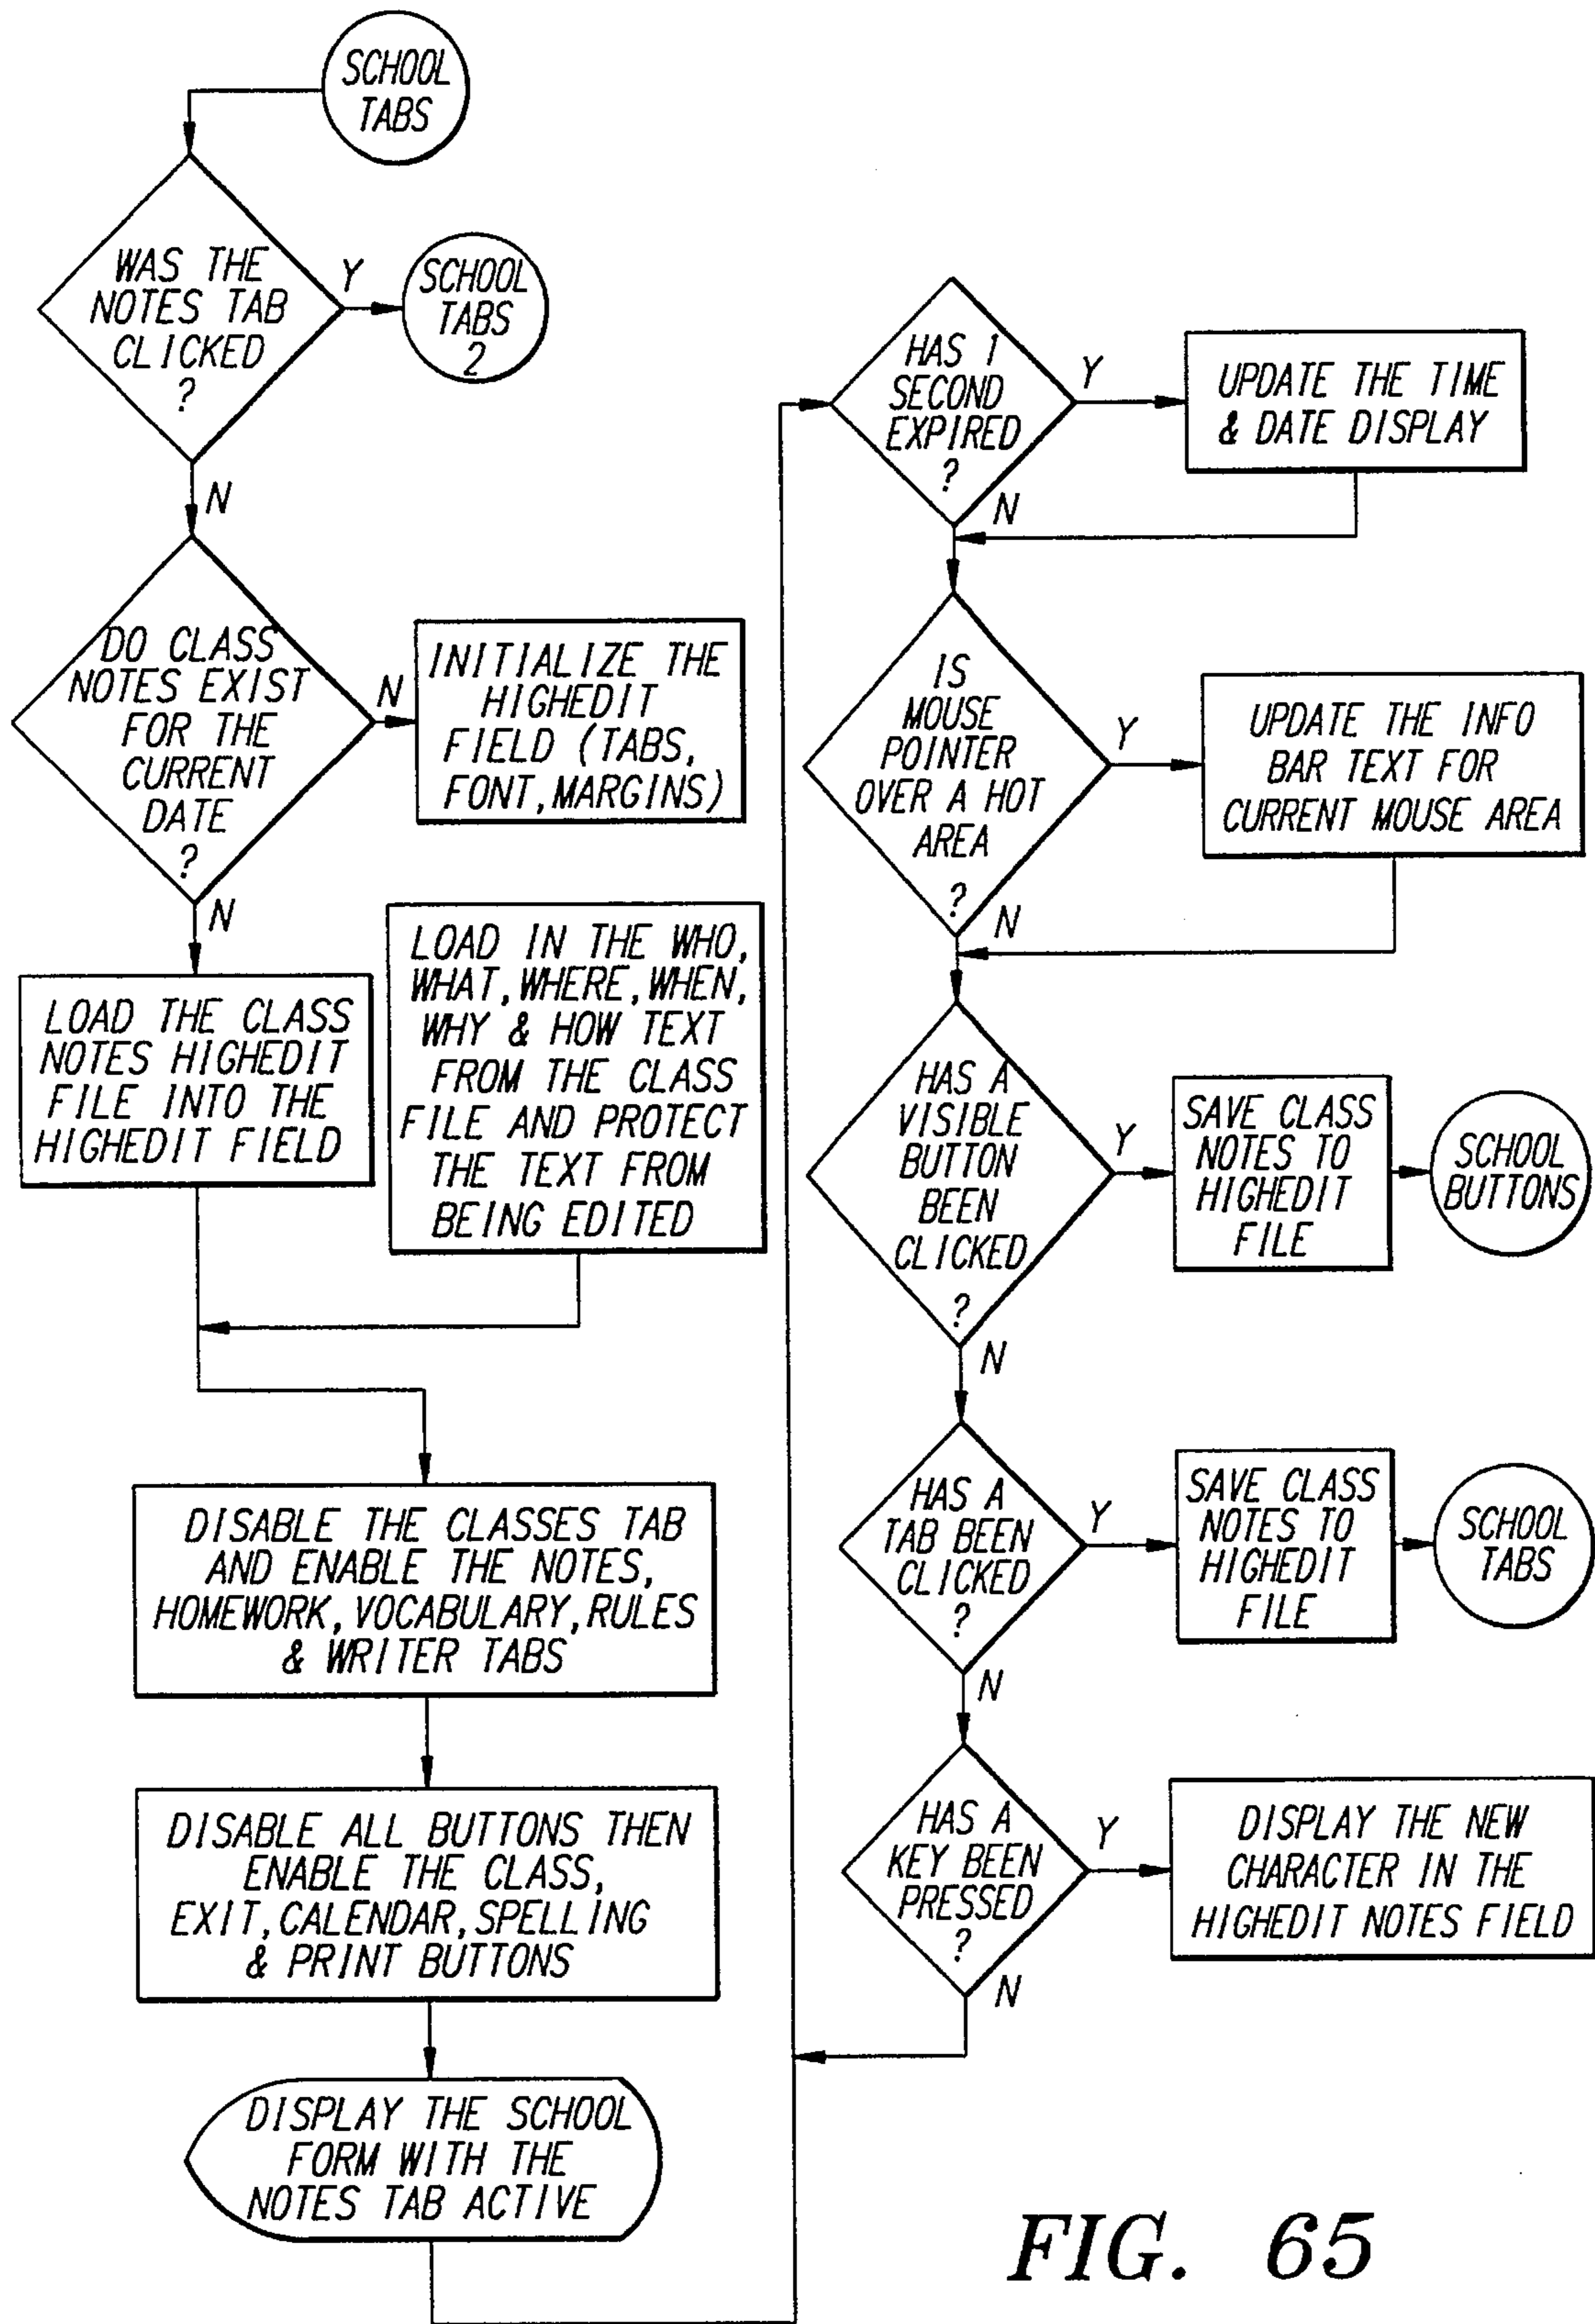 SCHOOL
TABS
WAS THE
NOTES TAB
CLICKED
?
Y
SCHOOL
TABS
2
N
DO CLASS
NOTES EXIST
FOR THE
CURRENT
DATE
?
N
INITIALIZE THE
HIGHEDIT
FIELD (TABS,
FONT, MARGINS)
N
LOAD THE CLASS
NOTES HIGHEDIT
FILE INTO THE
HIGHEDIT FIELD
LOAD IN THE WHO,
WHAT, WHERE, WHEN,
WHY & HOW TEXT
FROM THE CLASS
FILE AND PROTECT
THE TEXT FROM
BEING EDITED
DISABLE THE CLASSES TAB
AND ENABLE THE NOTES,
HOMEWORK, VOCABULARY, RULES
& WRITER TABS
DISABLE ALL BUTTONS THEN
ENABLE THE CLASS,
EXIT, CALENDAR, SPELLING
& PRINT BUTTONS
DISPLAY THE SCHOOL
FORM WITH THE
NOTES TAB ACTIVE
HAS 1
SECOND
EXPIRED
?
Y
UPDATE THE TIME
& DATE DISPLAY
N
IS
MOUSE
POINTER
OVER A HOT
AREA
?
Y
UPDATE THE INFO
BAR TEXT FOR
CURRENT MOUSE AREA
N
HAS A
VISIBLE
BUTTON
BEEN
CLICKED
?
Y
SAVE CLASS
NOTES TO
HIGHEDIT
FILE
SCHOOL
BUTTONS
N
HAS A
TAB BEEN
CLICKED
?
Y
SAVE CLASS
NOTES TO
HIGHEDIT
FILE
SCHOOL
TABS
N
HAS A
KEY BEEN
PRESSED
?
Y
DISPLAY THE NEW
CHARACTER IN THE
HIGHEDIT NOTES FIELD
N
FIG. 65